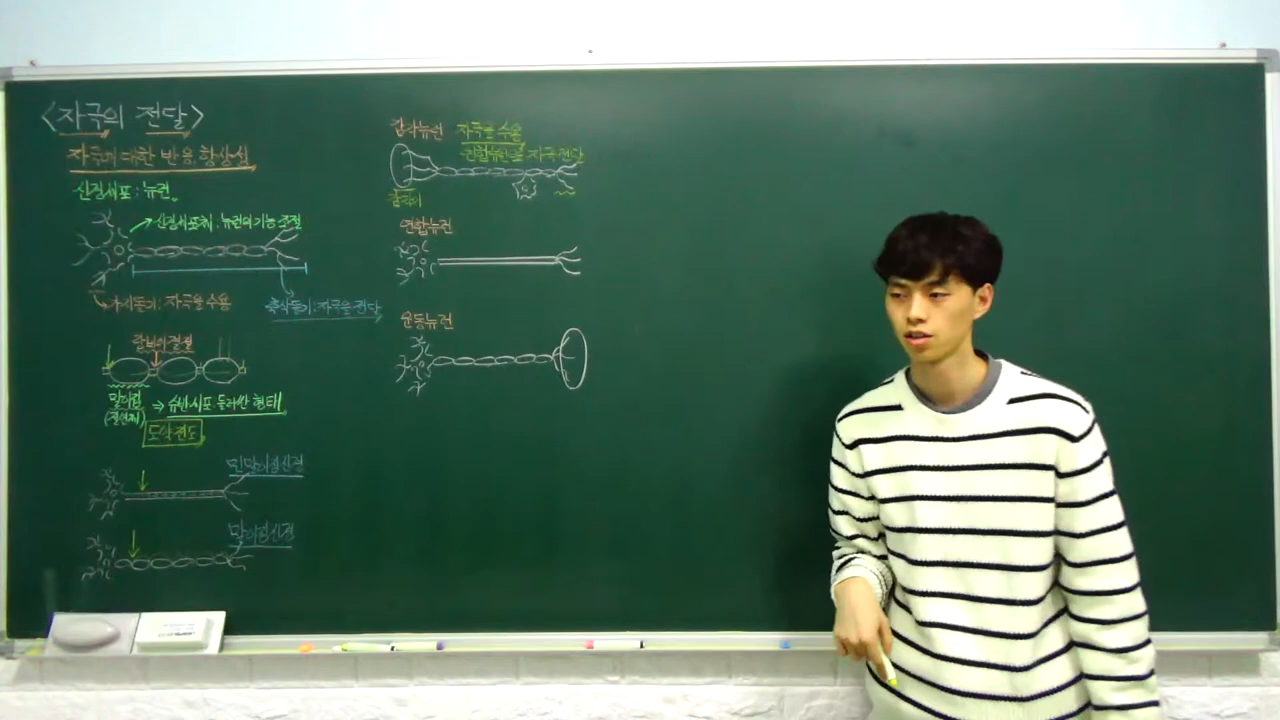 <자극의 전달>
자극에 대한 반응, 항상성
신경세포 : 뉴런
신경세포체 : 뉴런의 기능 조절
가지돌기 : 자극을 수용
축삭돌기 : 자극을 전달
랑비에 결절
말이집
(절연체)
⇒ 슈반세포 둘러싼 형태
도약전도
민말이집신경
말이집신경
감각뉴런
자극을 수용
연합뉴런으로 자극 전달
연합뉴런
운동뉴런